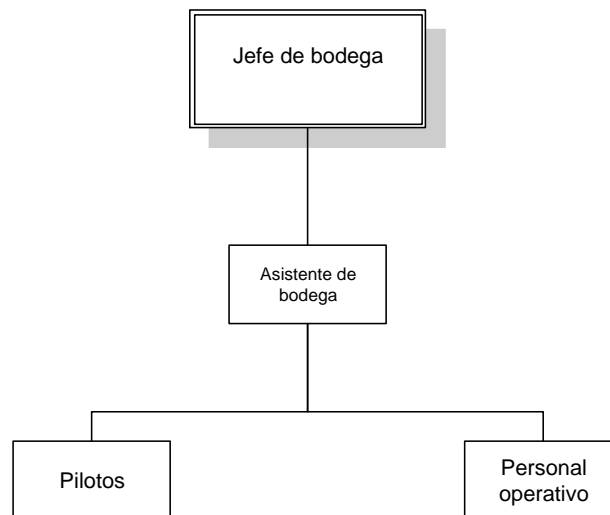 Jefe de bodega
Asistente de
bodega
Pilotos
Personal
operativo